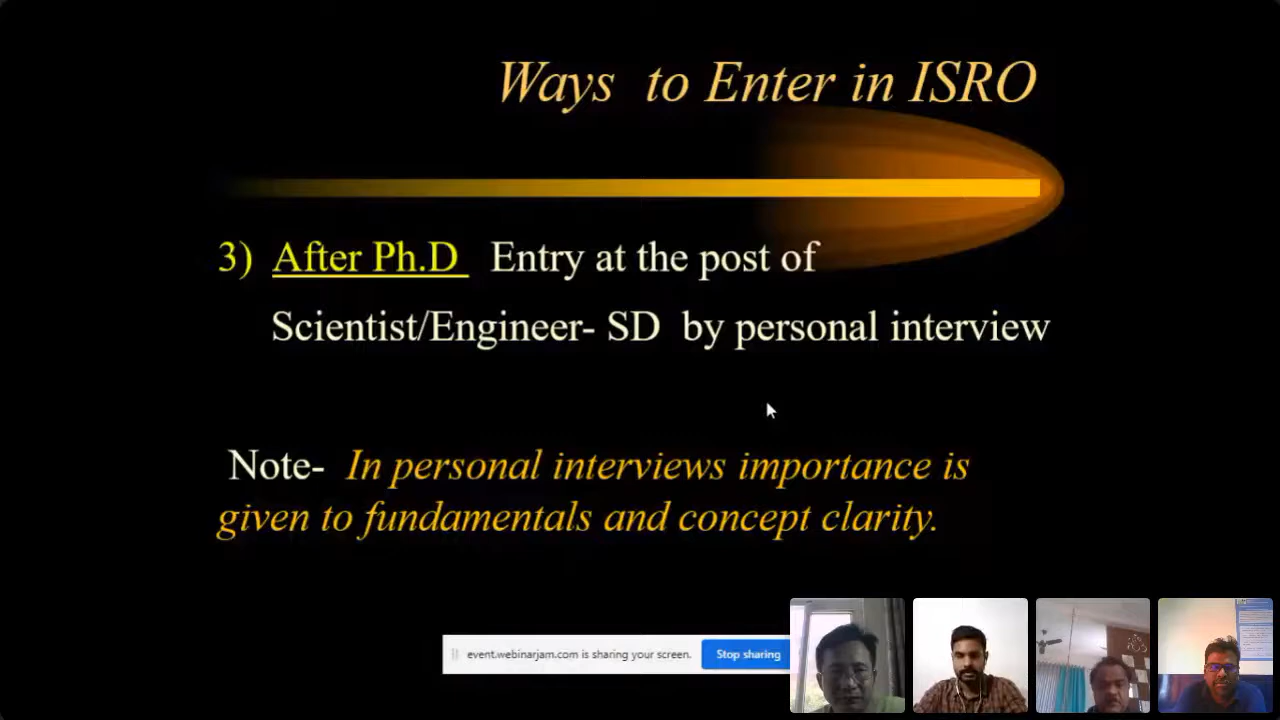 Ways to Enter in ISRO
3) After Ph.D Entry at the post of
Scientist/Engineer- SD by personal interview
Note- In personal interviews importance is
given to fundamentals and concept clarity.
event.webinarjam.com is sharing your screen. Stop sharing